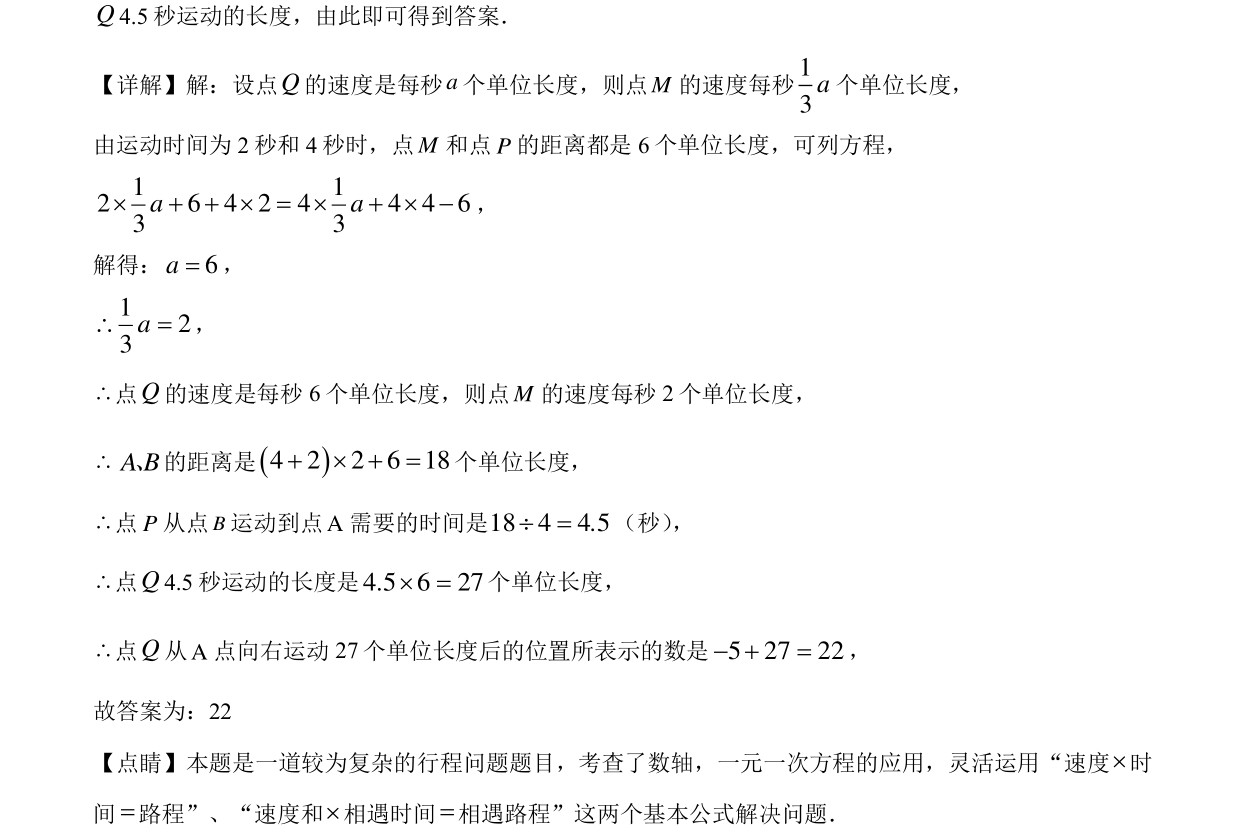 Q 4.5 秒运动的长度，由此即可得到答案．
【详解】解：设点 Q 的速度是每秒 a 个单位长度，则点 M 的速度每秒 1/3 a 个单位长度，
由运动时间为 2 秒和 4 秒时，点 M 和点 P 的距离都是 6 个单位长度，可列方程，
2×1/3 a+6+4×2=4×1/3 a+4×4−6，
解得：a=6，
∴1/3 a=2，
∴点 Q 的速度是每秒 6 个单位长度，则点 M 的速度每秒 2 个单位长度，
∴ A、B 的距离是(4+2)×2+6=18 个单位长度，
∴点 P 从点 B 运动到点 A 需要的时间是18÷4=4.5（秒），
∴点 Q 4.5 秒运动的长度是 4.5×6=27 个单位长度，
∴点 Q 从 A 点向右运动 27 个单位长度后的位置所表示的数是 −5+27=22，
故答案为：22
【点睛】本题是一道较为复杂的行程问题题目，考查了数轴，一元一次方程的应用，灵活运用“速度×时
间=路程”、“速度和×相遇时间=相遇路程”这两个基本公式解决问题．